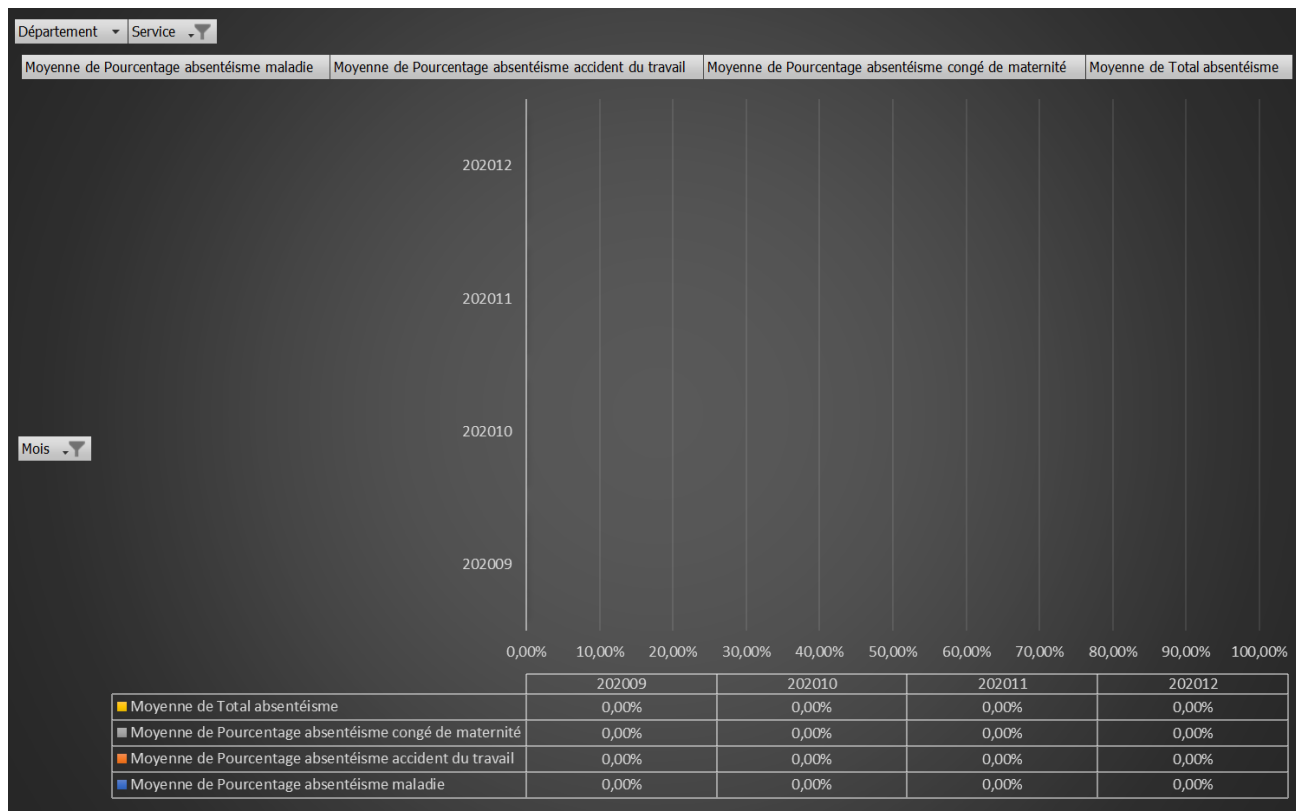 Département Service
Moyenne de Pourcentage absentéisme maladie Moyenne de Pourcentage absentéisme accident du travail Moyenne de Pourcentage absentéisme congé de maternité Moyenne de Total absentéisme
202012
202011
202010
Mois
202009
0,00% 10,00% 20,00% 30,00% 40,00% 50,00% 60,00% 70,00% 80,00% 90,00% 100,00%
202009 202010 202011 202012
Moyenne de Total absentéisme 0,00% 0,00% 0,00% 0,00%
Moyenne de Pourcentage absentéisme congé de maternité 0,00% 0,00% 0,00% 0,00%
Moyenne de Pourcentage absentéisme accident du travail 0,00% 0,00% 0,00% 0,00%
Moyenne de Pourcentage absentéisme maladie 0,00% 0,00% 0,00% 0,00%